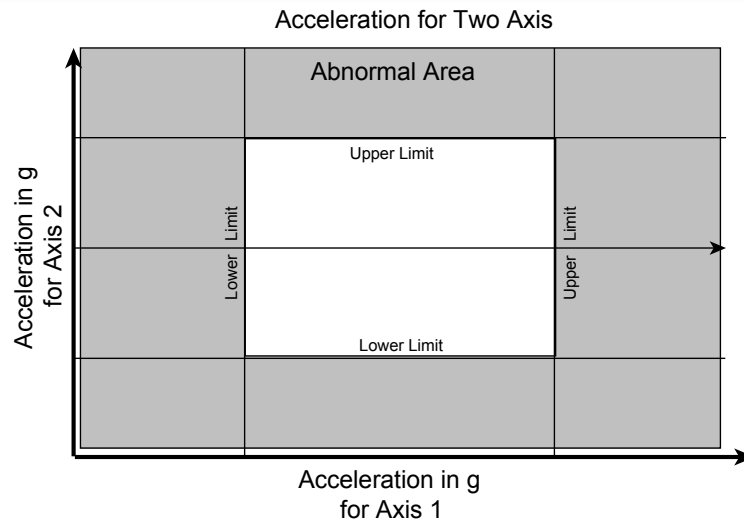 Acceleration for Two Axis
Abnormal Area
Upper Limit
Lower Limit
Upper Limit
Lower Limit
Acceleration in g
for Axis 2
Acceleration in g
for Axis 1